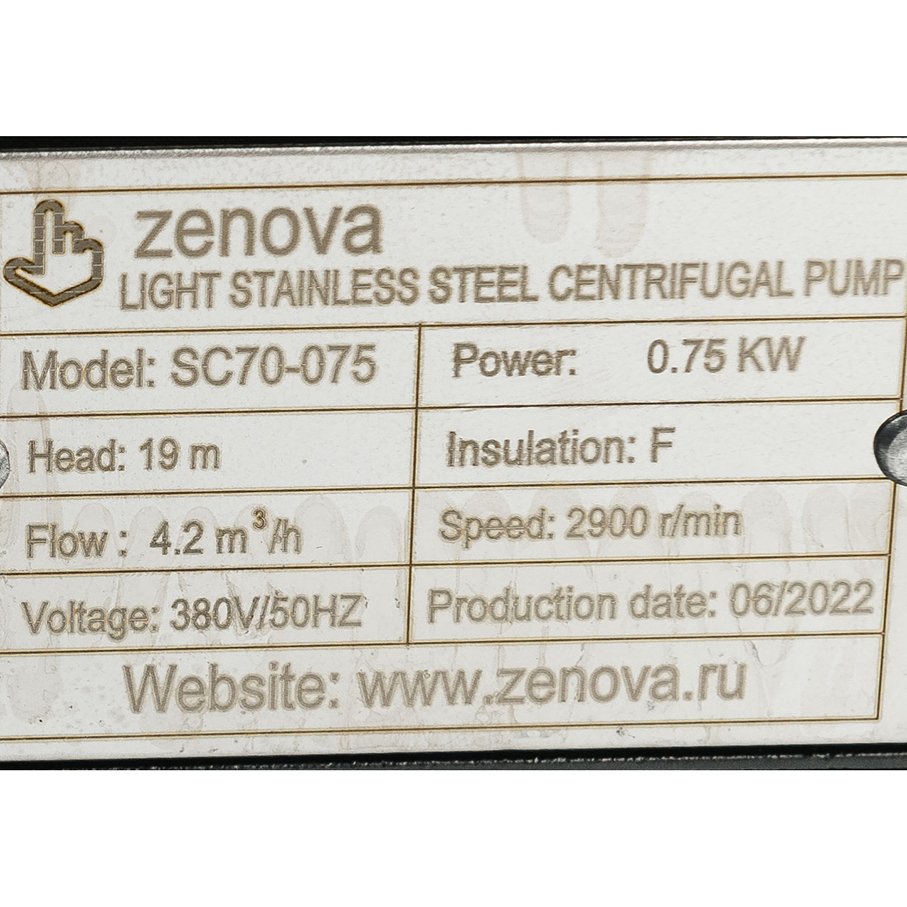 zenova
LIGHT STAINLESS STEEL CENTRIFUGAL PUMP
Model: SC70-075 Power: 0.75 KW
Head: 19 m Insulation: F
Flow : 4.2 m³/h Speed: 2900 r/min
Voltage: 380V/50HZ Production date: 06/2022
Website: www.zenova.ru